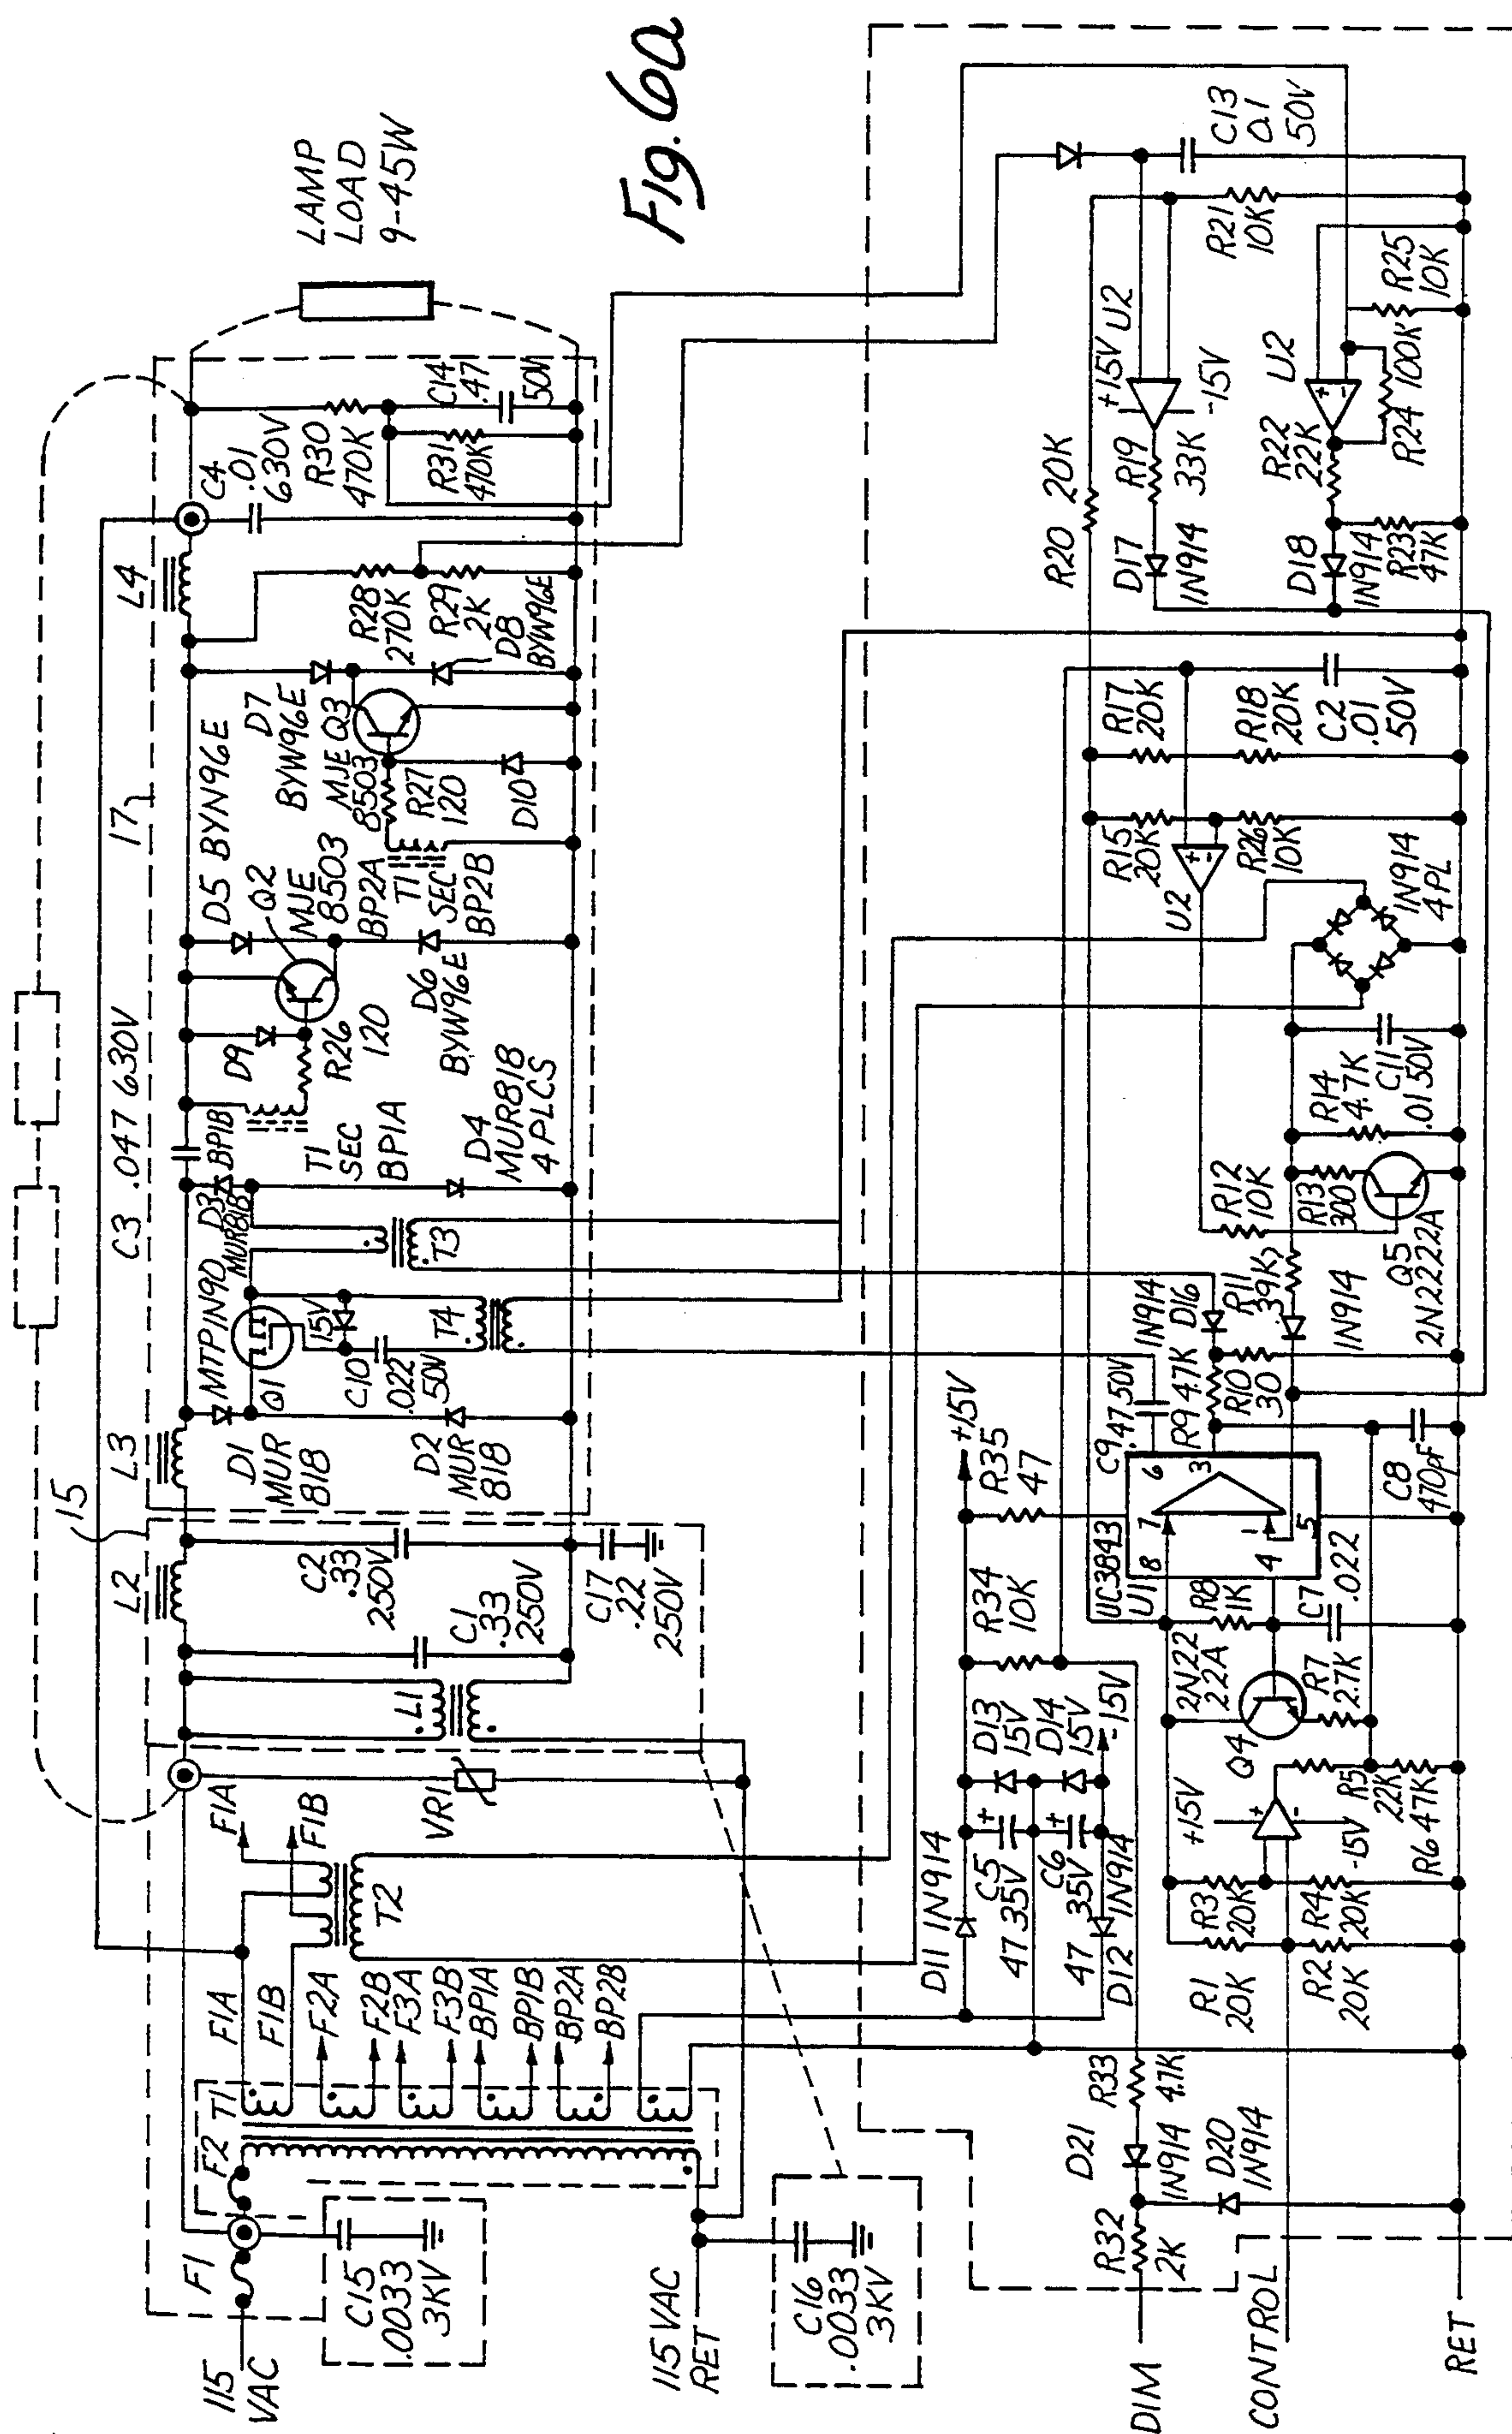 Fig. 6a
115
VAC
F1
C15
.0033
3KV
115 VAC
RET
C16
.0033
3KV
F2
T1
F1A
F1B
F2A
F2B
F3A
F3B
BP1A
BP1B
BP2A
BP2B
T2
F1A
F1B
VR1
15
L1
L2
C1
.33
250V
C2
.33
250V
C17
.22
250V
L3
17
C3 .047 630V
D1
MUR
818
D2
MUR
818
Q1
MTP1N90
C10
.022
50V
15V
T4
T3
D3
MUR818
D4
MUR818
4 PLCS
BP1B
T1
SEC
BP1A
D9
R26
120
D5 BYN96E
Q2
MJE
8503
D6
BYW96E
BP2A
T1
SEC
BP2B
D7
BYW96E
Q3
MJE
8503
R27
120
D10
R28
270K
R29
2K
D8
BYW96E
L4
C4
.01
630V
R30
470K
R31
470K
C14
.47
50V
LAMP
LOAD
9-45W
DIM
CONTROL
RET
R32
2K
D21
1N914
D20
1N914
R33
4.7K
D11 1N914
C5
47 35V
C6
47 35V
D12
1N914
D13
15V
D14
15V
-15V
R34
10K
R35
47
+15V
R1
20K
R2
20K
R3
20K
R4
20K
+15V
+
-
-15V
R5
22K
R6 47K
Q4
2N22
22A
R7
2.7K
R8
1K
C7
.022
UC3843
U1
8
7
6
3
1
4
5
C8
470pF
C9
.47 50V
R9 4.7K
R10
30
1N914
D16
R11
3.9K
1N914
R12
10K
R13
300
Q5
2N2222A
R14
4.7K
C11
.01 50V
1N914
4 PL
U2
+
-
R15
20K
R26
10K
R17
20K
R18
20K
C2
.01
50V
R20 20K
D17
1N914
R19
33K
+15V
U2
-15V
D18
1N914
R22
22K
R23
47K
U2
+
-
R24 100K
R25
10K
R21
10K
C13
0.1
50V